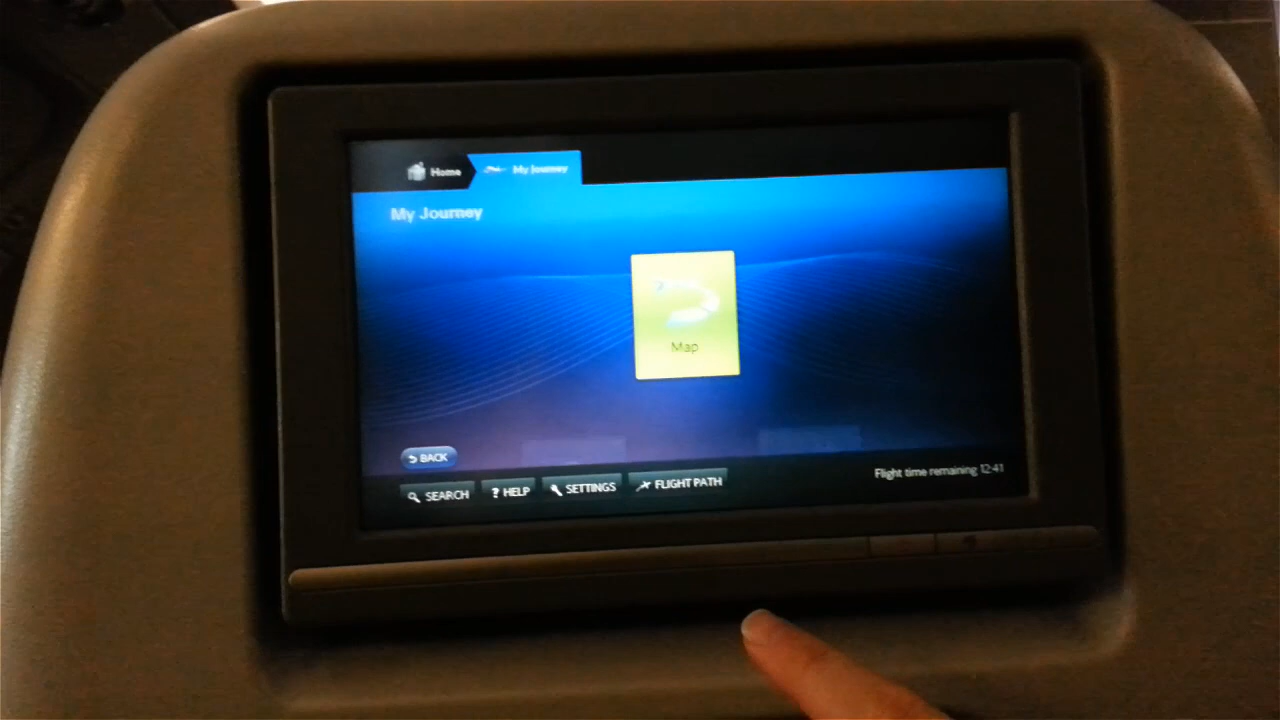 Home My Journey
My Journey
Map
BACK
SEARCH ? HELP SETTINGS FLIGHT PATH Flight time remaining 12:41